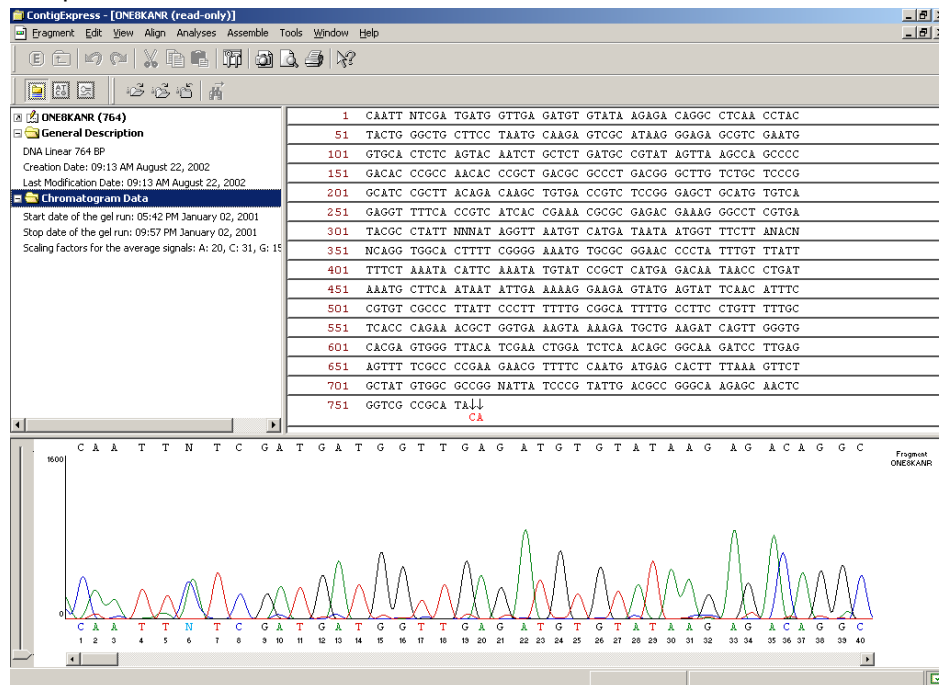 ContigExpress - [ONE8KANR (read-only)]
Fragment Edit View Align Analyses Assemble Tools Window Help
ONE8KANR (764)
General Description
DNA Linear 764 BP
Creation Date: 09:13 AM August 22, 2002
Last Modification Date: 09:13 AM August 22, 2002
Chromatogram Data
Start date of the gel run: 05:42 PM January 02, 2001
Stop date of the gel run: 09:57 PM January 02, 2001
Scaling factors for the average signals: A: 20, C: 31, G: 15
1 CAATT NTCGA TGATG GTTGA GATGT GTATA AGAGA CAGGC CTCAA CCTAC
51 TACTG GGCTG CTTCC TAATG CAAGA GTCGC ATAAG GGAGA GCGTC GAATG
101 GTGCA CTCTC AGTAC AATCT GCTCT GATGC CGTAT AGTTA AGCCA GCCCC
151 GACAC CCGCC AACAC CCGCT GACGC GCCCT GACGG GCTTG TCTGC TCCCG
201 GCATC CGCTT ACAGA CAAGC TGTGA CCGTC TCCGG GAGCT GCATG TGTCA
251 GAGGT TTTCA CCGTC ATCAC CGAAA CGCGC GAGAC GAAAG GGCCT CGTGA
301 TACGC CTATT NNNAT AGGTT AATGT CATGA TAATA ATGGT TTCTT ANACN
351 NCAGG TGGCA CTTTT CGGGG AAATG TGCGC GGAAC CCCTA TTTGT TTATT
401 TTTCT AAATA CATTC AAATA TGTAT CCGCT CATGA GACAA TAACC CTGAT
451 AAATG CTTCA ATAAT ATTGA AAAAG GAAGA GTATG AGTAT TCAAC ATTTC
501 CGTGT CGCCC TTATT CCCTT TTTTG CGGCA TTTTG CCTTC CTGTT TTTGC
551 TCACC CAGAA ACGCT GGTGA AAGTA AAAGA TGCTG AAGAT CAGTT GGGTG
601 CACGA GTGGG TTACA TCGAA CTGGA TCTCA ACAGC GGCAA GATCC TTGAG
651 AGTTT TCGCC CCGAA GAACG TTTTC CAATG ATGAG CACTT TTAAA GTTCT
701 GCTAT GTGGC GCCGG NATTA TCCCG TATTG ACGCC GGGCA AGAGC AACTC
751 GGTCG CCGCA TA↓↓
CA
C A A T T N T C G A T G A T G G T T G A G A T G T G T A T A A G A G A C A G G C
1600
Fragment
ONE8KANR
0
C A A T T N T C G A T G A T G G T T G A G A T G T G T A T A A G A G A C A G G C
1 2 3 4 5 6 7 8 9 10 11 12 13 14 15 16 17 18 19 20 21 22 23 24 25 26 27 28 29 30 31 32 33 34 35 36 37 38 39 40